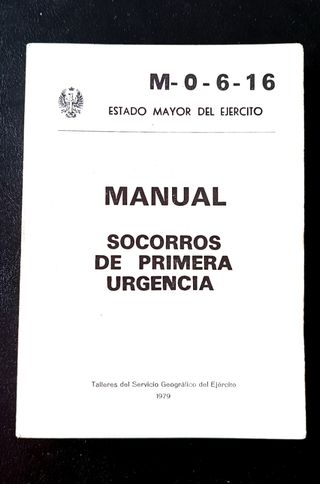 M-0-6-16
ESTADO MAYOR DEL EJERCITO
MANUAL
SOCORROS
DE PRIMERA
URGENCIA
Talleres del Servicio Geográfico del Ejército
1979